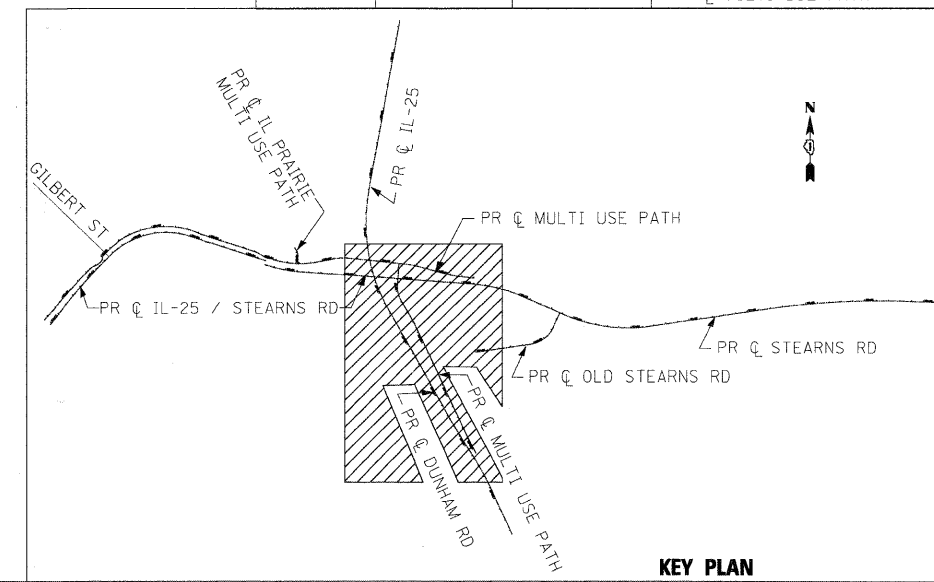 PR ℄ IL PRAIRIE
MULTI USE PATH
PR ℄ IL-25
N
GILBERT ST
PR ℄ MULTI USE PATH
PR ℄ IL-25 / STEARNS RD
PR ℄ STEARNS RD
PR ℄ OLD STEARNS RD
PR ℄ DUNHAM RD
PR ℄ MULTI USE PATH
KEY PLAN